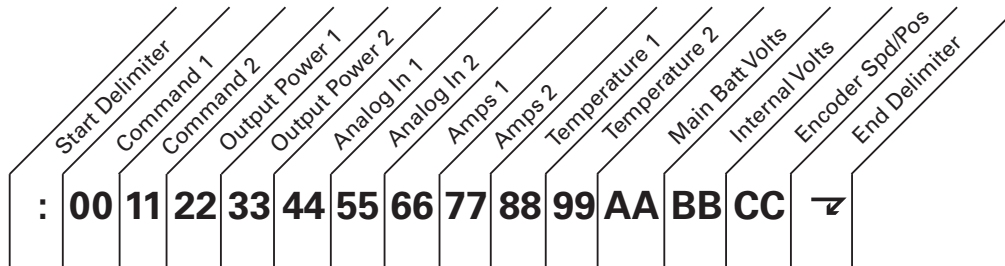 Start Delimiter
Command 1
Command 2
Output Power 1
Output Power 2
Analog In 1
Analog In 2
Amps 1
Amps 2
Temperature 1
Temperature 2
Main Batt Volts
Internal Volts
Encoder Spd/Pos
End Delimiter
: 00 11 22 33 44 55 66 77 88 99 AA BB CC